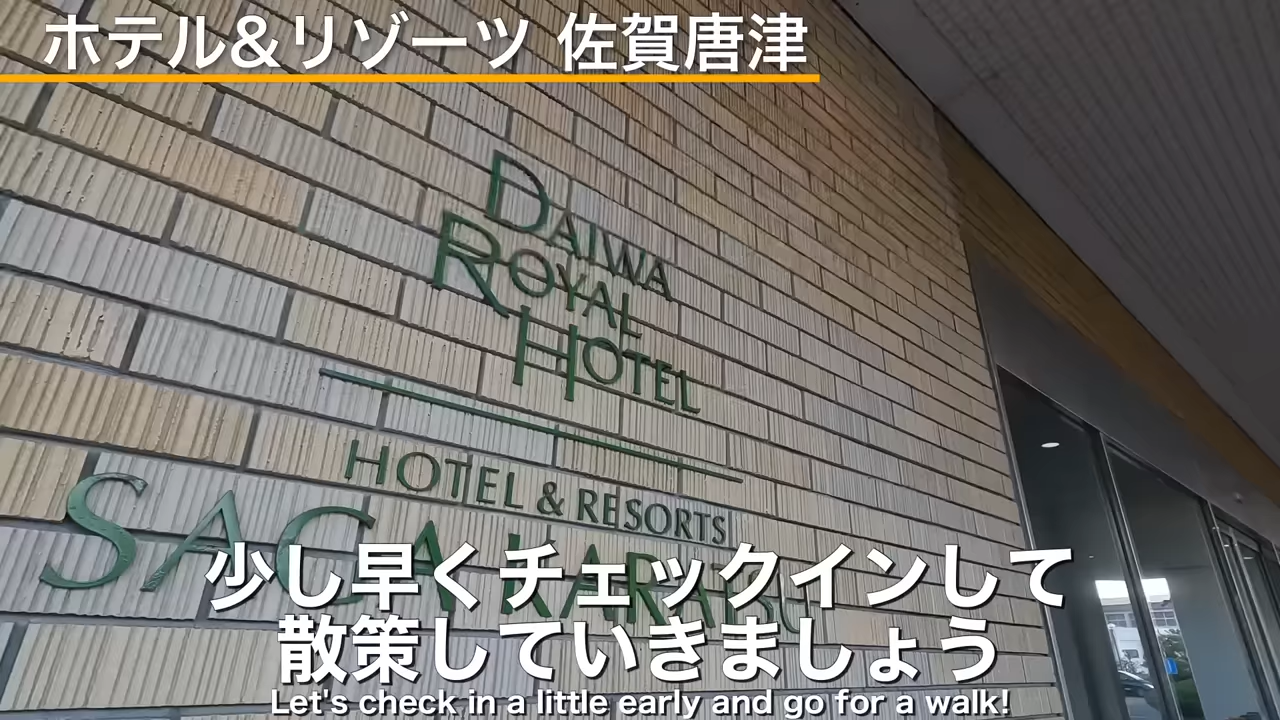 ホテル&リゾーツ 佐賀唐津
DAIWA
ROYAL
HOTEL
HOTEL & RESORTS
SAGA KARATSU
少し早くチェックインして
散策していきましょう
Let's check in a little early and go for a walk!